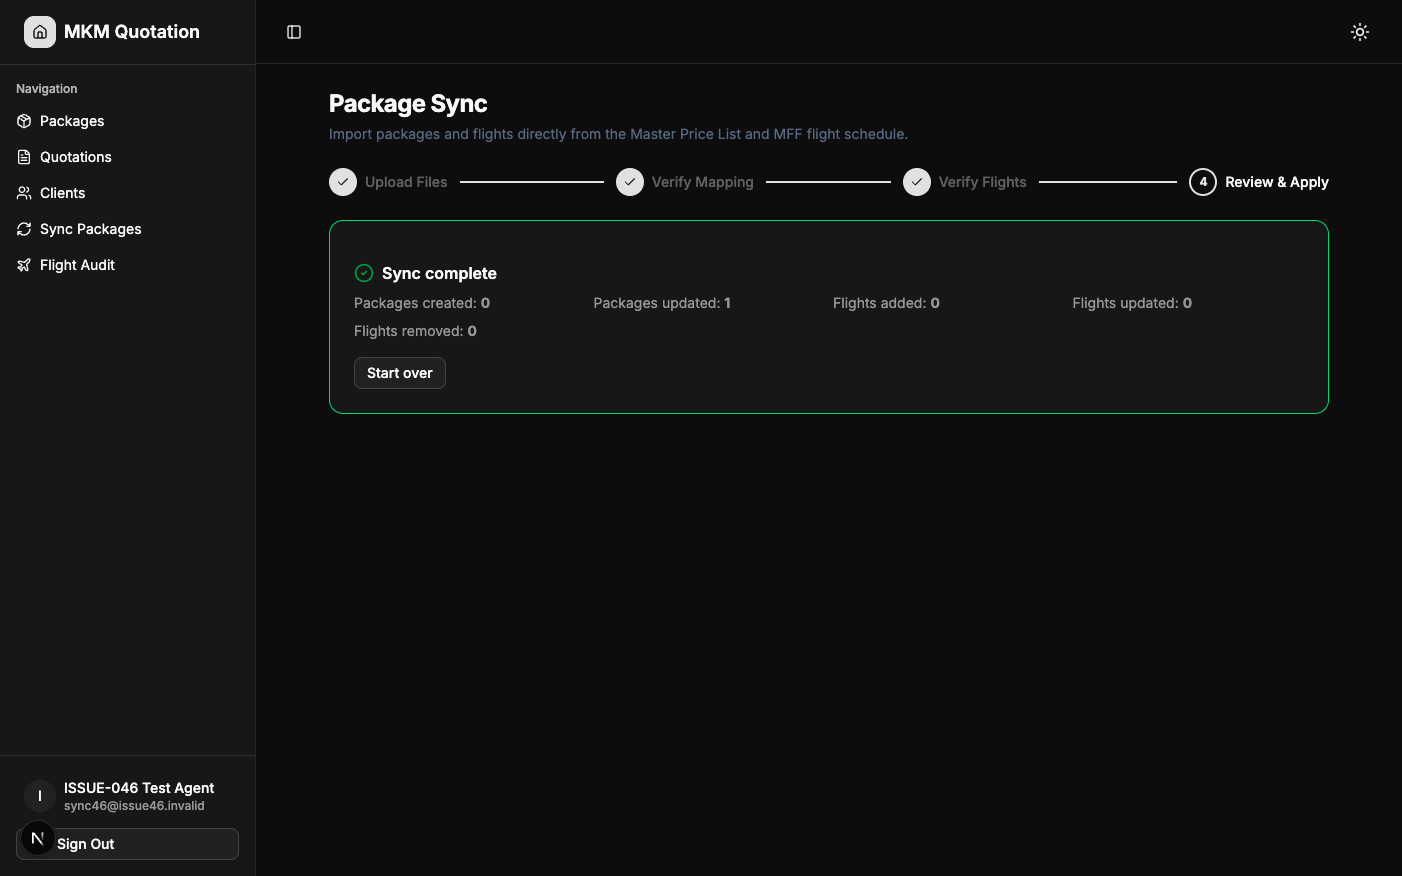 MKM Quotation
Navigation
Packages
Quotations
Clients
Sync Packages
Flight Audit
Package Sync
Import packages and flights directly from the Master Price List and MFF flight schedule.
Upload Files
Verify Mapping
Verify Flights
4 Review & Apply
Sync complete
Packages created: 0
Packages updated: 1
Flights added: 0
Flights updated: 0
Flights removed: 0
Start over
I
ISSUE-046 Test Agent
sync46@issue46.invalid
N
Sign Out